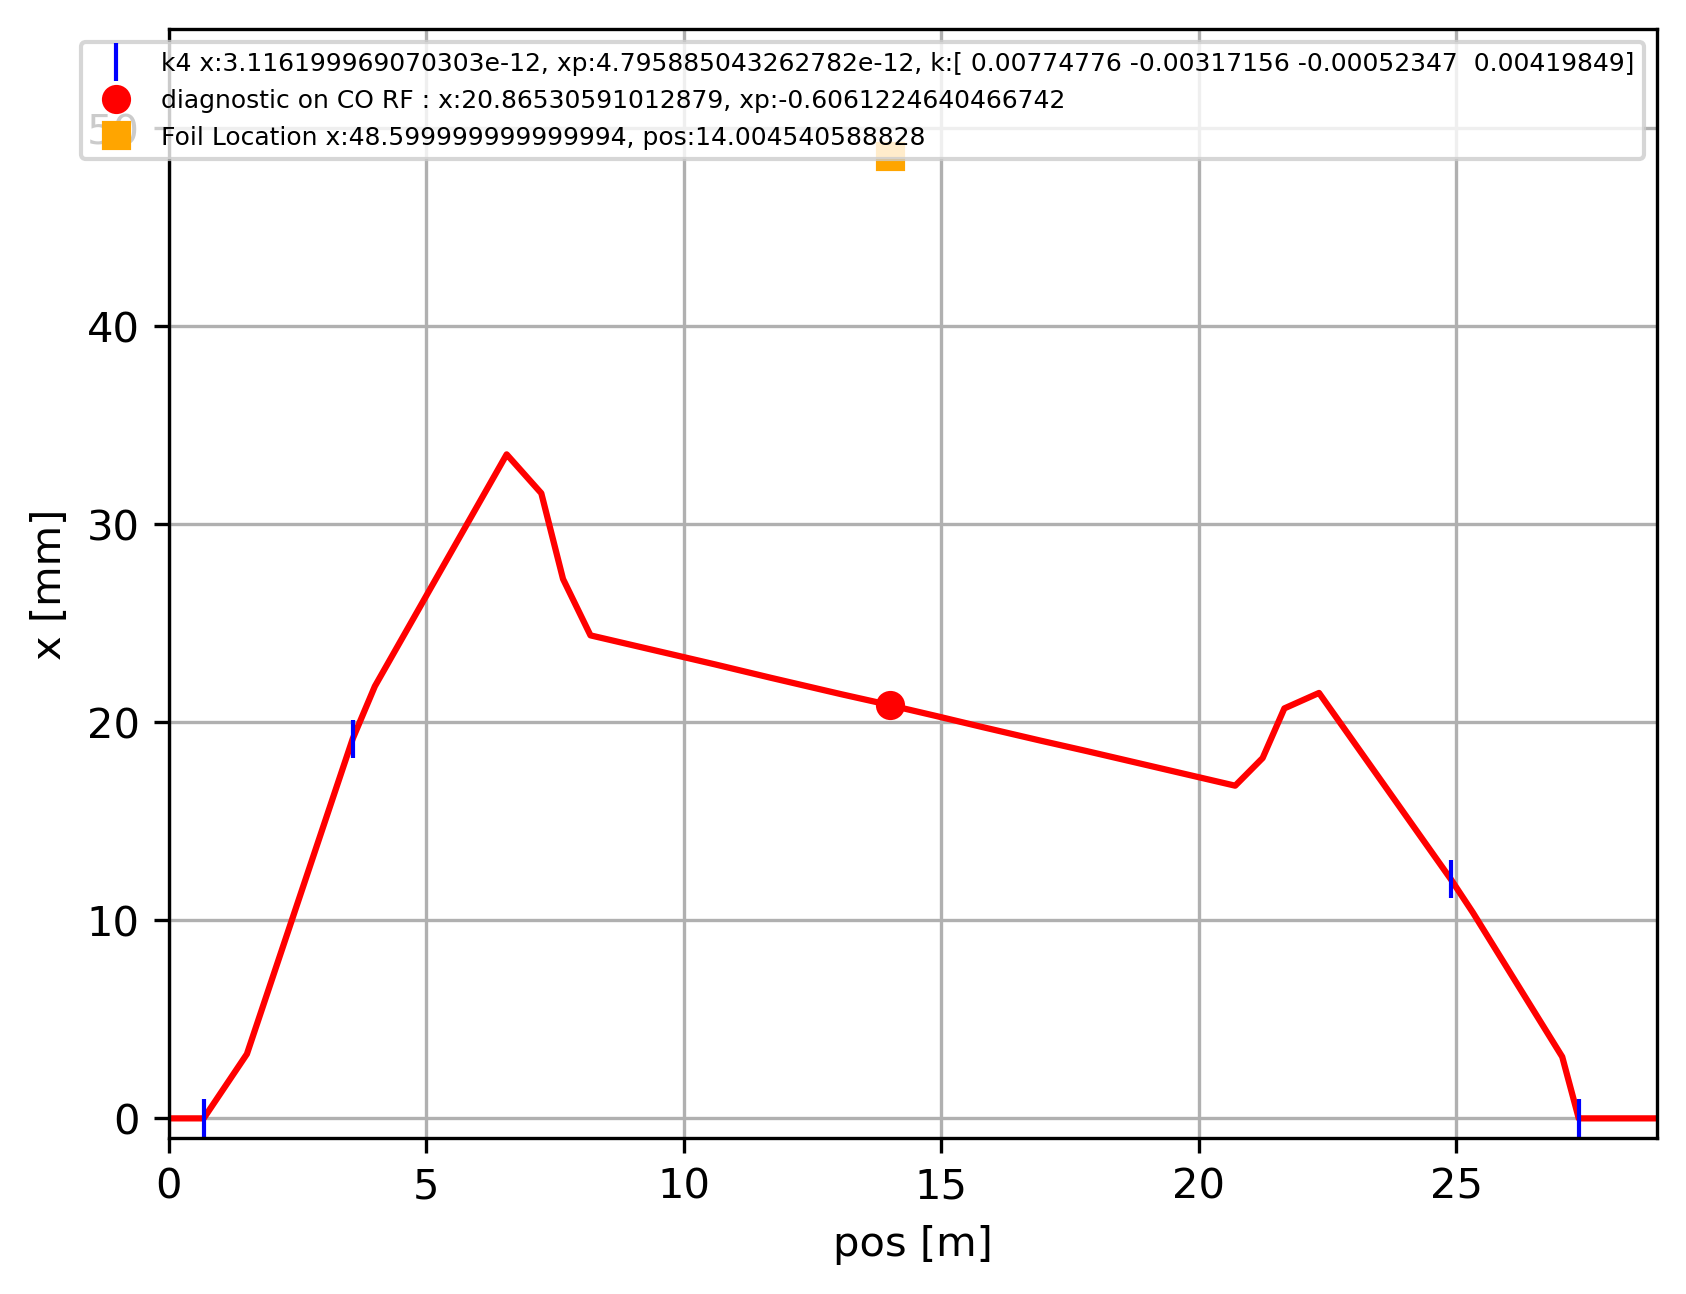 k4 x:3.116199969070303e-12, xp:4.795885043262782e-12, k:[ 0.00774776 -0.00317156 -0.00052347  0.00419849]
diagnostic on CO RF : x:20.86530591012879, xp:-0.6061224640466742
Foil Location x:48.599999999999994, pos:14.004540588828
50
40
30
20
10
0
x [mm]
0 5 10 15 20 25
pos [m]